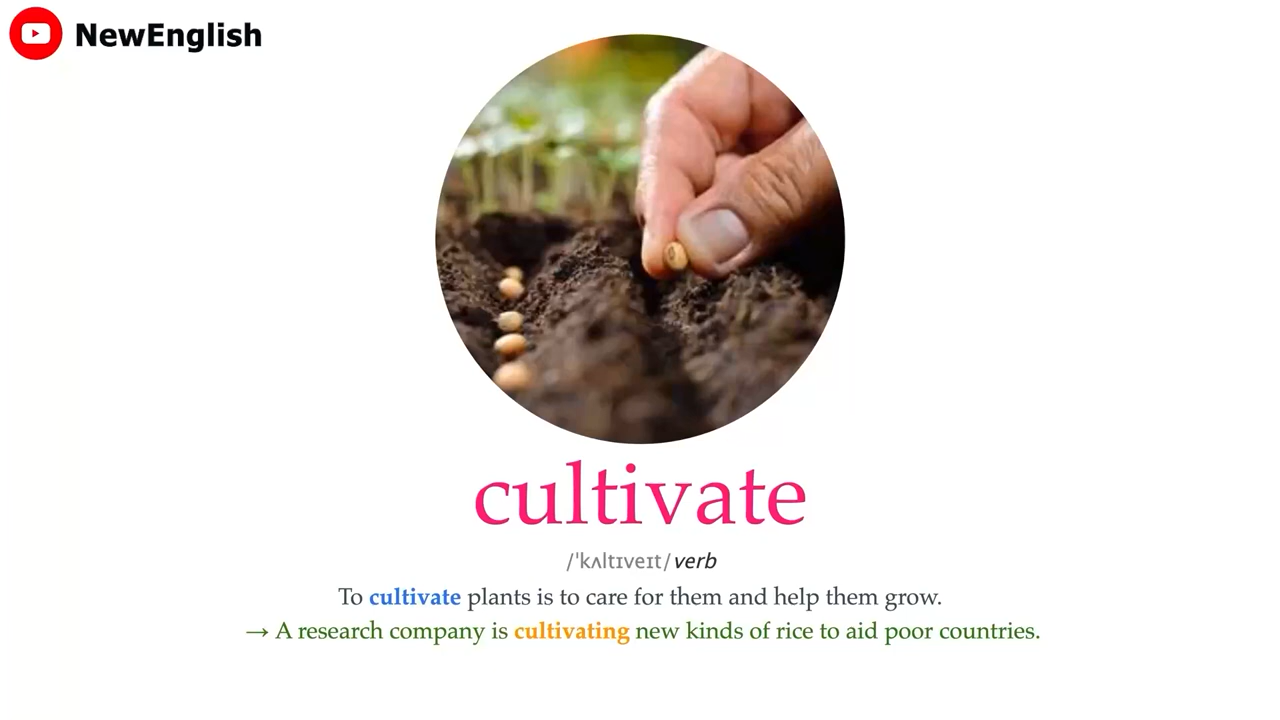 NewEnglish
cultivate
/ˈkʌltɪveɪt/verb
To cultivate plants is to care for them and help them grow.
→ A research company is cultivating new kinds of rice to aid poor countries.